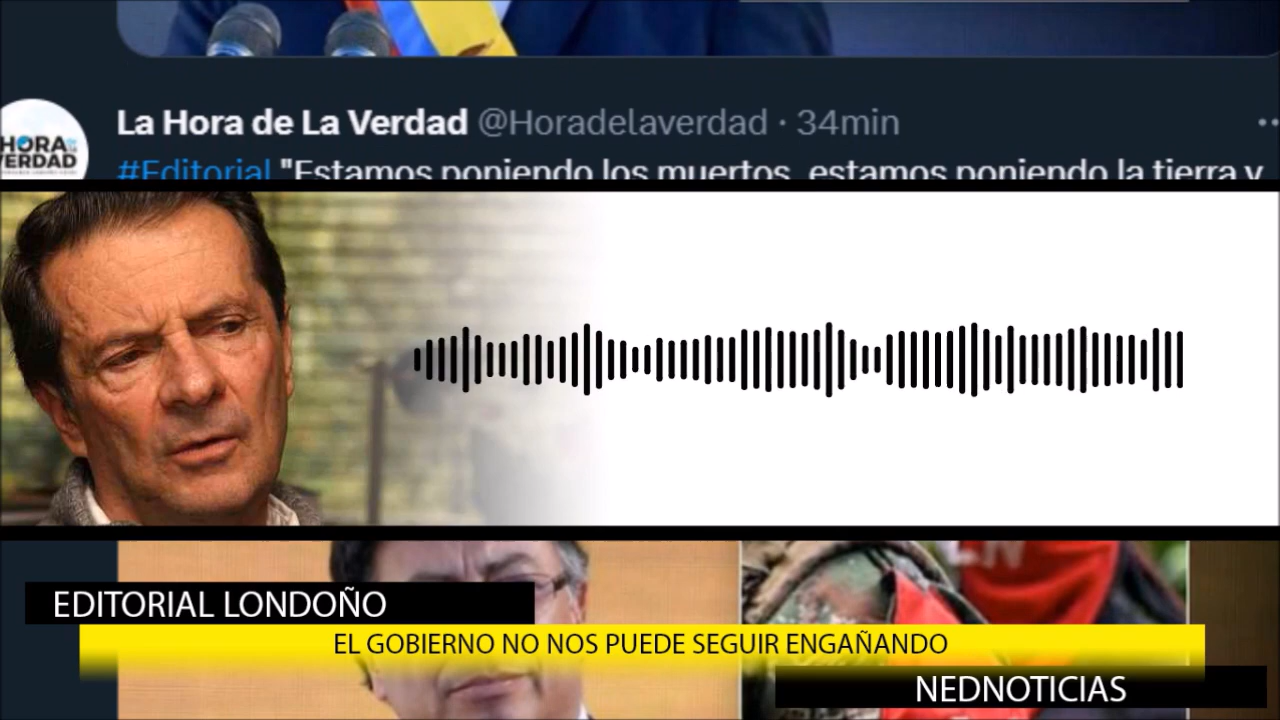 La Hora de La Verdad @Horadelaverdad · 34min
HORA
VERDAD
#Editorial "Estamos poniendo los muertos, estamos poniendo la tierra y
EDITORIAL LONDOÑO
EL GOBIERNO NO NOS PUEDE SEGUIR ENGAÑANDO
NEDNOTICIAS